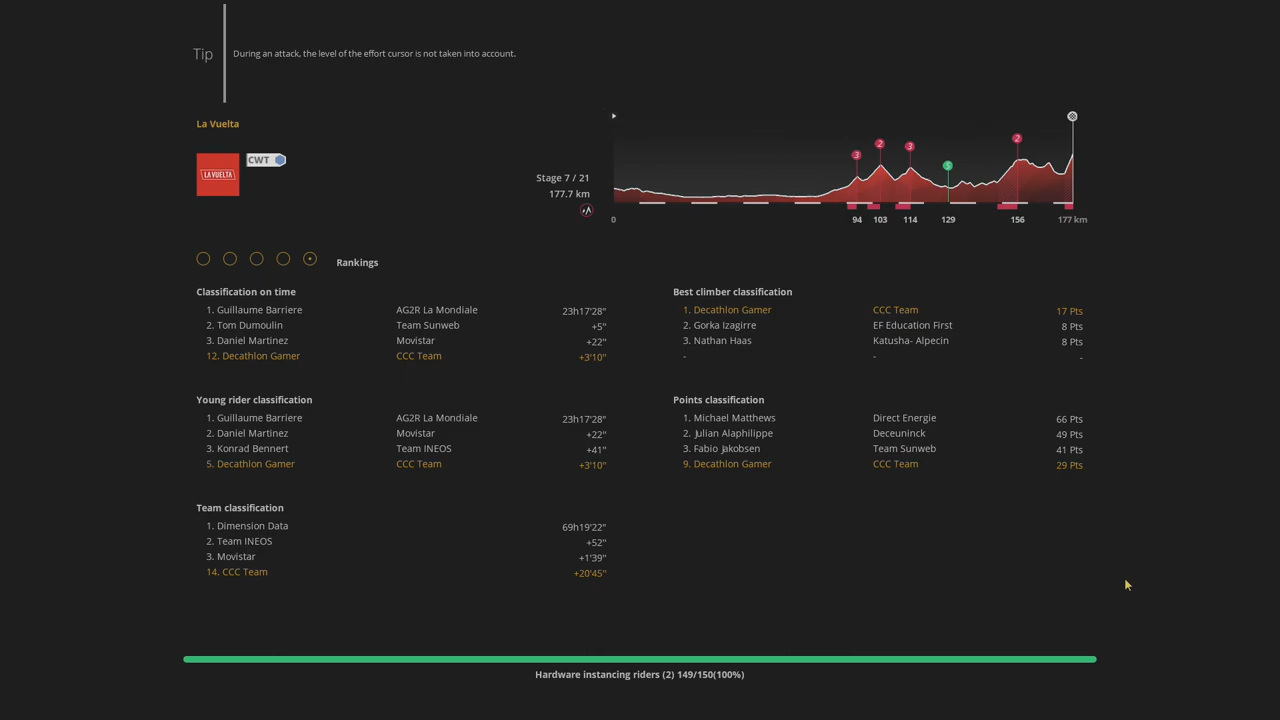 Tip
During an attack, the level of the effort cursor is not taken into account.
La Vuelta
LA VUELTA
CWT
Stage 7 / 21
177.7 km
3
2
3
S
2
0
94
103
114
129
156
177 km
Rankings
Classification on time
1. Guillaume Barriere AG2R La Mondiale 23h17'28''
2. Tom Dumoulin Team Sunweb +5''
3. Daniel Martinez Movistar +22''
12. Decathlon Gamer CCC Team +3'10''
Best climber classification
1. Decathlon Gamer CCC Team 17 Pts
2. Gorka Izagirre EF Education First 8 Pts
3. Nathan Haas Katusha- Alpecin 8 Pts
- - -
Young rider classification
1. Guillaume Barriere AG2R La Mondiale 23h17'28''
2. Daniel Martinez Movistar +22''
3. Konrad Bennert Team INEOS +41''
5. Decathlon Gamer CCC Team +3'10''
Points classification
1. Michael Matthews Direct Energie 66 Pts
2. Julian Alaphilippe Deceuninck 49 Pts
3. Fabio Jakobsen Team Sunweb 41 Pts
9. Decathlon Gamer CCC Team 29 Pts
Team classification
1. Dimension Data 69h19'22''
2. Team INEOS +52''
3. Movistar +1'39''
14. CCC Team +20'45''
Hardware instancing riders (2) 149/150(100%)